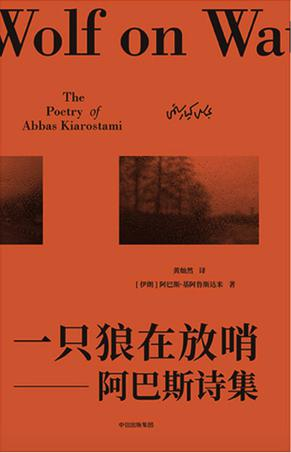 Wolf on Wat
The
Poetry of
Abbas Kiarostami
黄灿然 译
[伊朗] 阿巴斯·基阿鲁斯达米 著
一只狼在放哨
——阿巴斯诗集
中信出版集团